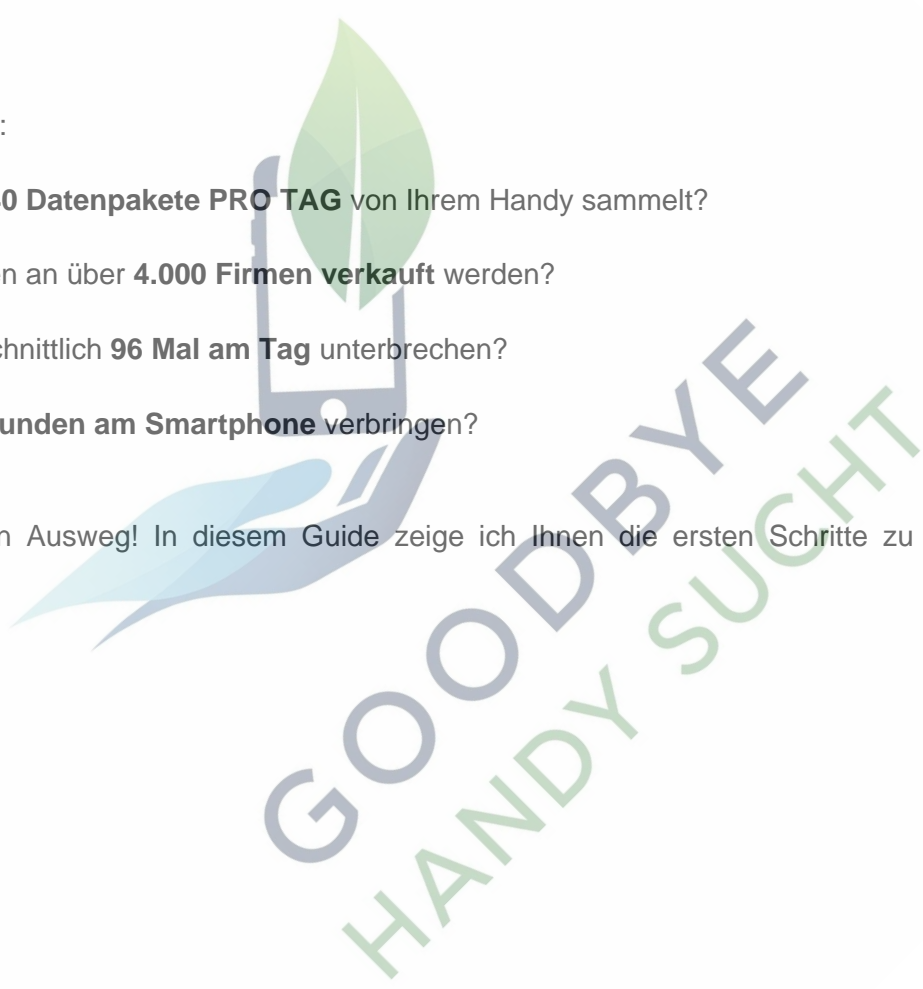 :
0 Datenpakete PRO TAG von Ihrem Handy sammelt?
en an über 4.000 Firmen verkauft werden?
chnittlich 96 Mal am Tag unterbrechen?
unden am Smartphone verbringen?
n Ausweg! In diesem Guide zeige ich Ihnen die ersten Schritte zu
GOODBYE
HANDY SUCHT